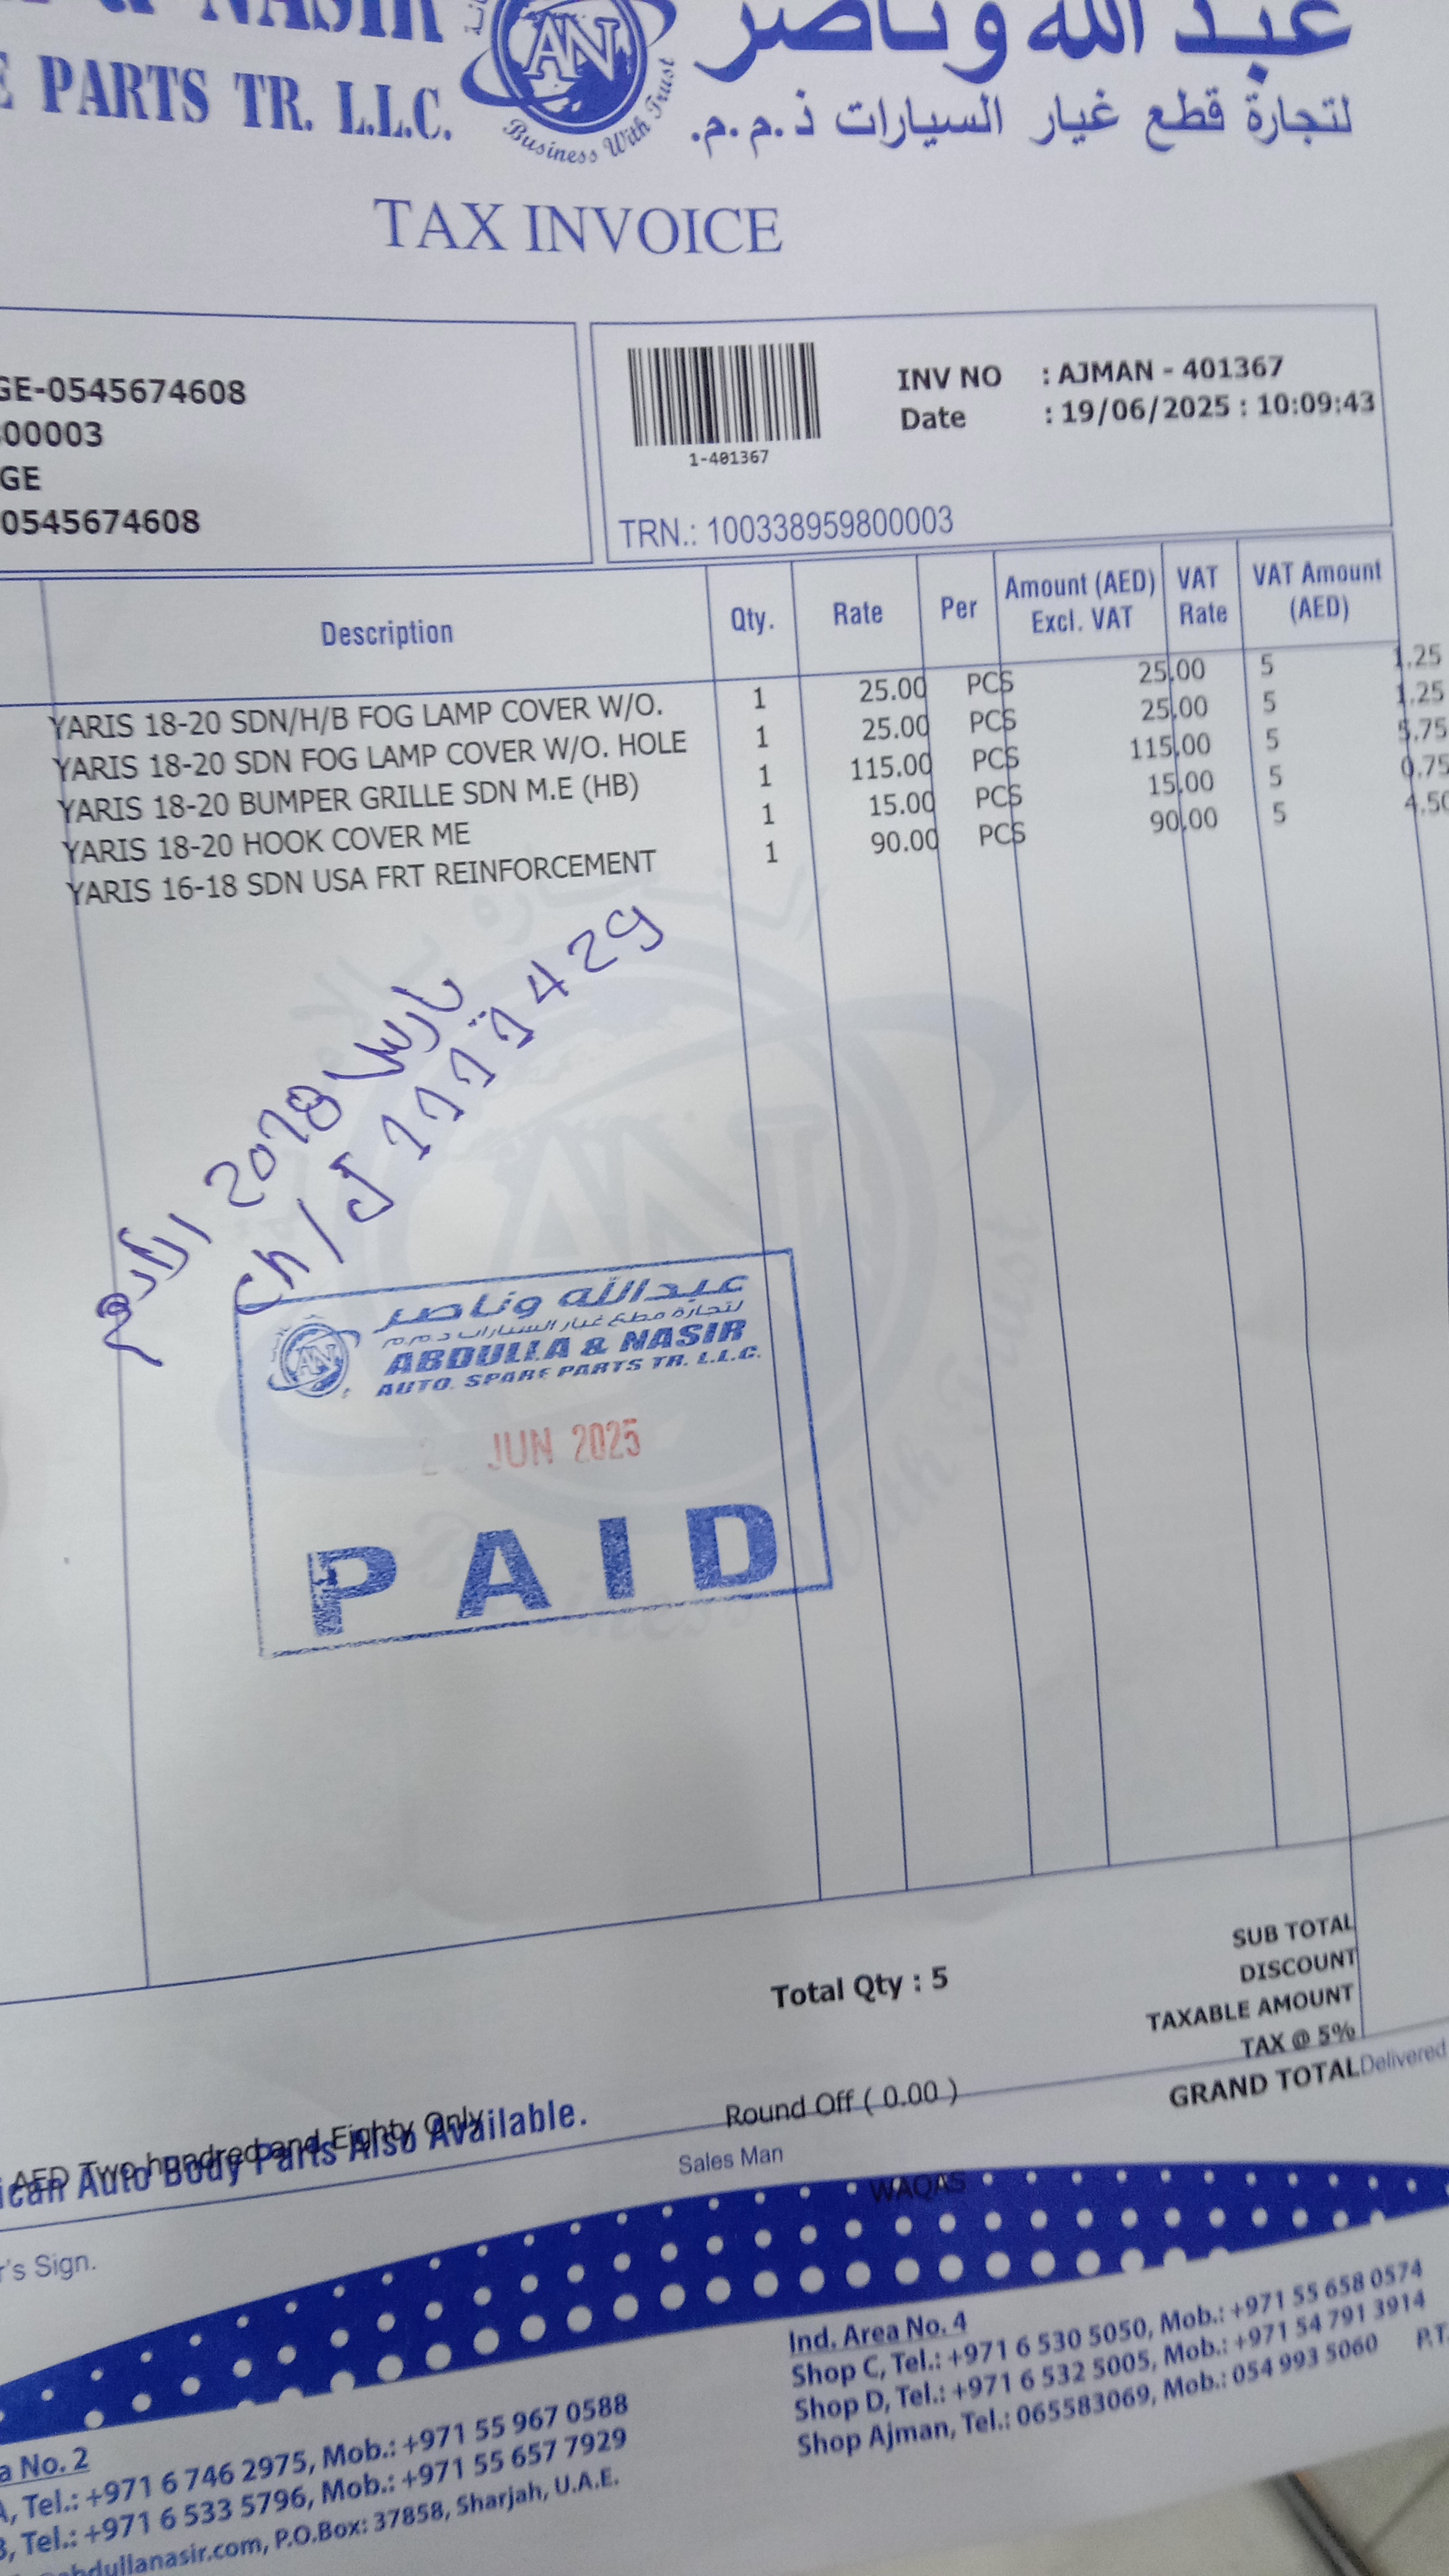 & NASIR
PARTS TR. L.L.C.
AN
Business With Trust
عبدالله وناصر
لتجارة قطع غيار السيارات ذ.م.م.
TAX INVOICE
GE-0545674608
00003
GE
0545674608
1-401367
INV NO : AJMAN - 401367
Date : 19/06/2025 : 10:09:43
TRN.: 100338959800003
Description Qty. Rate Per Amount (AED) Excl. VAT VAT Rate VAT Amount (AED)
YARIS 18-20 SDN/H/B FOG LAMP COVER W/O. 1 25.00 PCS 25.00 5 1.25
YARIS 18-20 SDN FOG LAMP COVER W/O. HOLE 1 25.00 PCS 25.00 5 1.25
YARIS 18-20 BUMPER GRILLE SDN M.E (HB) 1 115.00 PCS 115.00 5 5.75
YARIS 18-20 HOOK COVER ME 1 15.00 PCS 15.00 5 0.75
YARIS 16-18 SDN USA FRT REINFORCEMENT 1 90.00 PCS 90.00 5 4.50
يارس 2018
عبدالله وناصر
لتجارة قطع غيار السيارات ذ.م.م
AN
ABDULLA & NASIR
AUTO. SPARE PARTS TR. L.L.C.
JUN 2025
PAID
Total Qty : 5
SUB TOTAL
DISCOUNT
TAXABLE AMOUNT
TAX @ 5%
GRAND TOTAL
Delivered
Round Off ( 0.00 )
AED Two hundred and Eighty Only
ican Auto Body Parts Also Available.
Sales Man
WAQAS
r's Sign.
Ind. Area No. 4
Shop C, Tel.: +971 6 530 5050, Mob.: +971 55 658 0574
Shop D, Tel.: +971 6 532 5005, Mob.: +971 54 791 3914
Shop Ajman, Tel.: 065583069, Mob.: 054 993 5060
P.T.
a No. 2
A, Tel.: +971 6 746 2975, Mob.: +971 55 967 0588
B, Tel.: +971 6 533 5796, Mob.: +971 55 657 7929
@abdullanasir.com, P.O.Box: 37858, Sharjah, U.A.E.